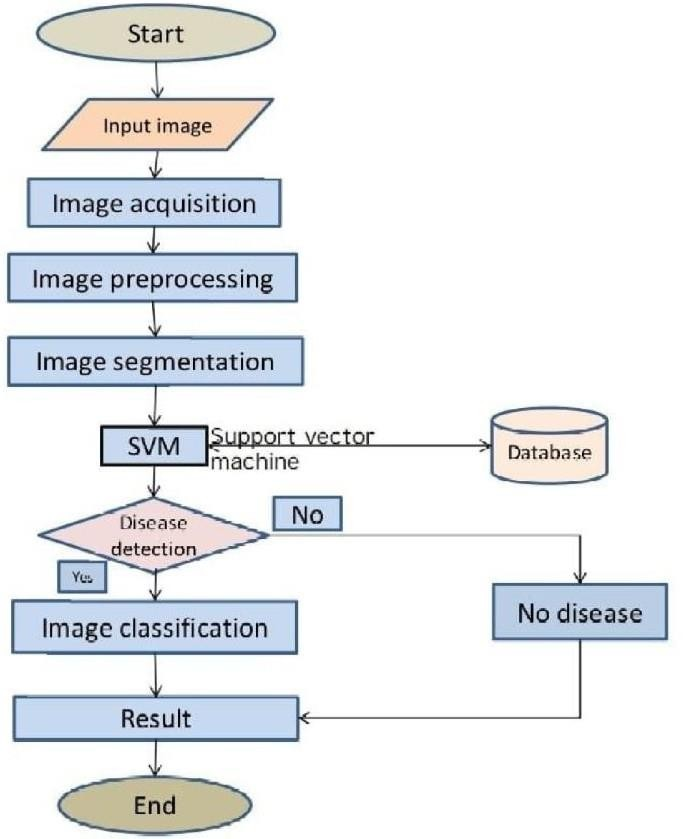 Start
Input image
Image acquisition
Image preprocessing
Image segmentation
SVM
Support vector
machine
Database
Disease
detection
No
Yes
Image classification
No disease
Result
End